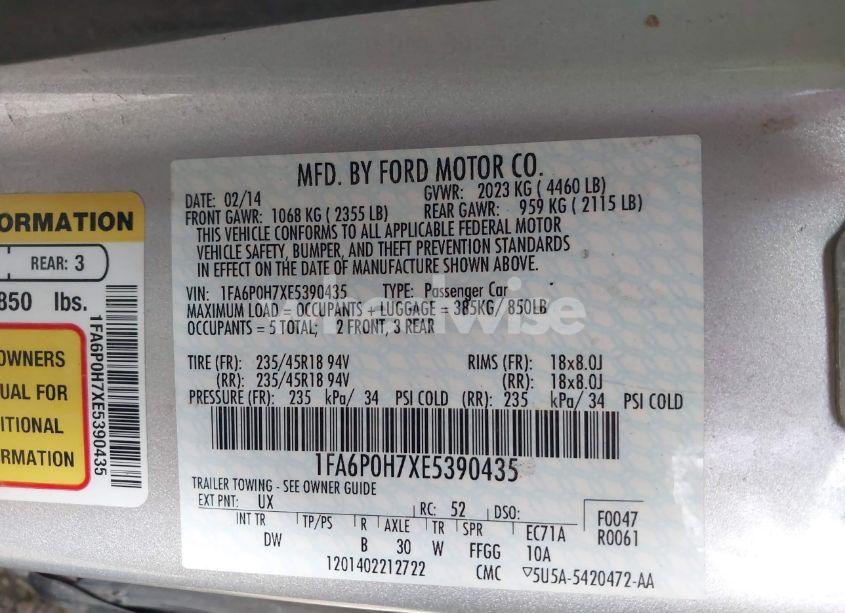 MFD. BY FORD MOTOR CO.
DATE: 02/14 GVWR: 2023 KG ( 4460 LB)
FRONT GAWR: 1068 KG ( 2355 LB) REAR GAWR: 959 KG ( 2115 LB)
THIS VEHICLE CONFORMS TO ALL APPLICABLE FEDERAL MOTOR
VEHICLE SAFETY, BUMPER, AND THEFT PREVENTION STANDARDS
IN EFFECT ON THE DATE OF MANUFACTURE SHOWN ABOVE.
VIN: 1FA6P0H7XE5390435 TYPE: Passenger Car
MAXIMUM LOAD = OCCUPANTS + LUGGAGE = 385KG/ 850LB
OCCUPANTS = 5 TOTAL; 2 FRONT, 3 REAR
TIRE (FR): 235/45R18 94V RIMS (FR): 18x8.0J
(RR): 235/45R18 94V (RR): 18x8.0J
PRESSURE (FR): 235 kPa/ 34 PSI COLD (RR): 235 kPa/ 34 PSI COLD
1FA6P0H7XE5390435
TRAILER TOWING - SEE OWNER GUIDE
EXT PNT: UX RC: 52 DSO:
F0047
R0061
INT TR TP/PS R AXLE TR SPR EC71A
DW B 30 W FFGG 10A
1201402212722 CMC ▽5U5A-5420472-AA
ORMATION
REAR: 3
850 lbs.
OWNERS
UAL FOR
ITIONAL
ORMATION
1FA6P0H7XE5390435